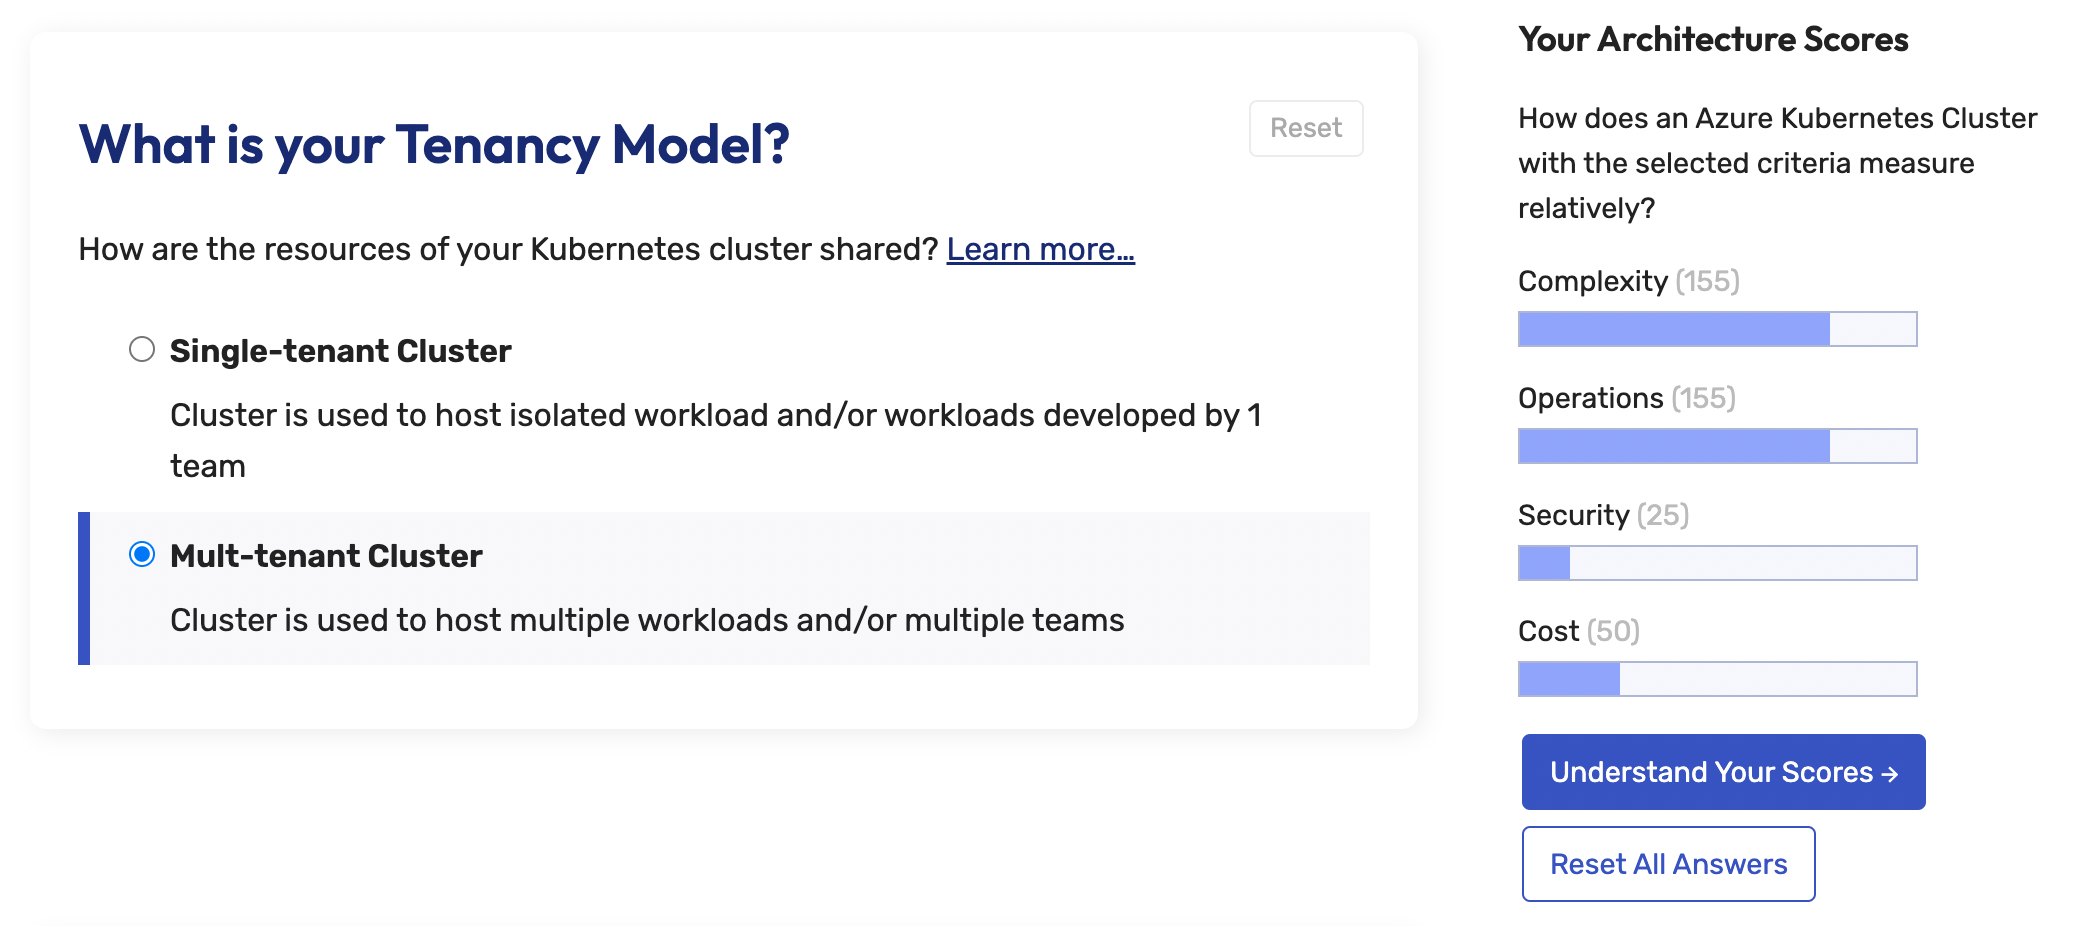 What is your Tenancy Model?
Reset
How are the resources of your Kubernetes cluster shared? Learn more...
Single-tenant Cluster
Cluster is used to host isolated workload and/or workloads developed by 1
team
Mult-tenant Cluster
Cluster is used to host multiple workloads and/or multiple teams
Your Architecture Scores
How does an Azure Kubernetes Cluster
with the selected criteria measure
relatively?
Complexity (155)
Operations (155)
Security (25)
Cost (50)
Understand Your Scores →
Reset All Answers